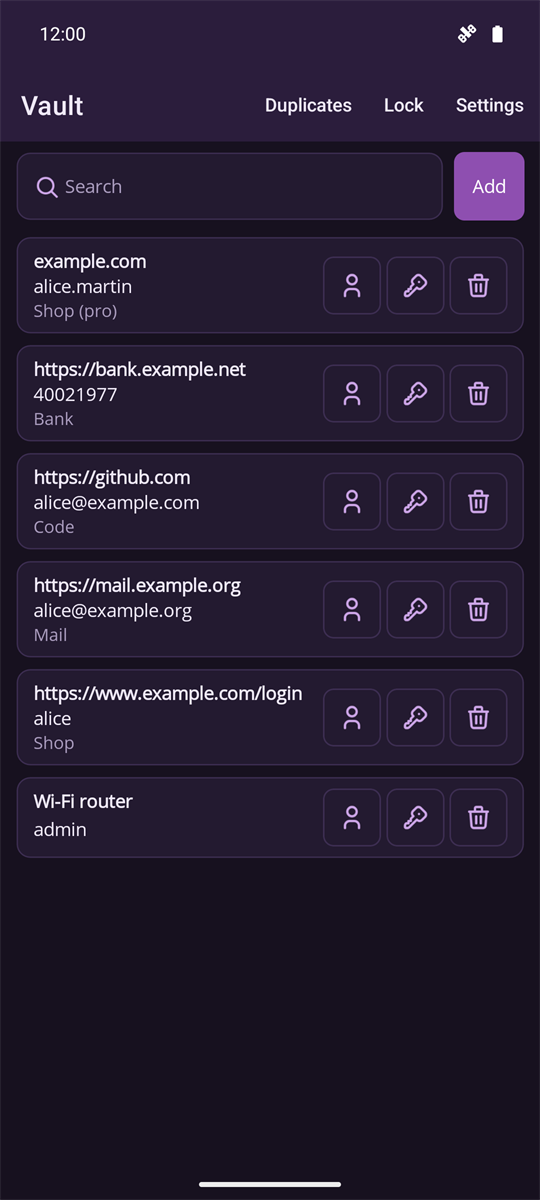 12:00
Vault
Duplicates
Lock
Settings
Search
Add
example.com
alice.martin
Shop (pro)
https://bank.example.net
40021977
Bank
https://github.com
alice@example.com
Code
https://mail.example.org
alice@example.org
Mail
https://www.example.com/login
alice
Shop
Wi-Fi router
admin